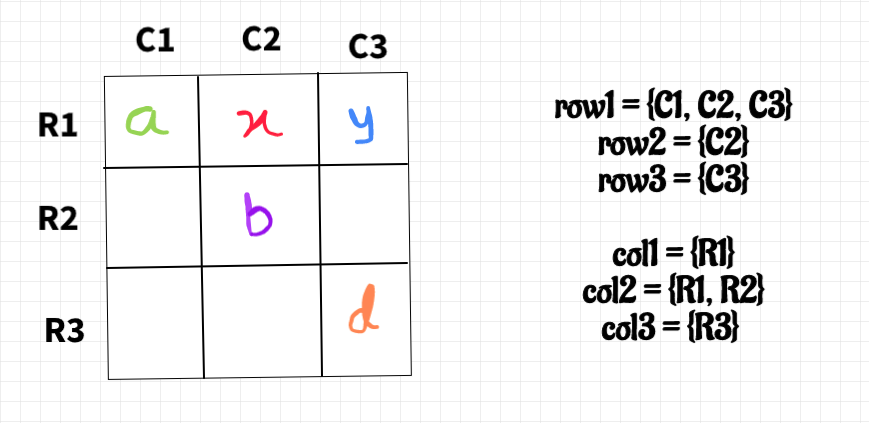 C1 C2 C3
R1 a x y
R2 b
R3 d
row1 = {C1, C2, C3}
row2 = {C2}
row3 = {C3}
col1 = {R1}
col2 = {R1, R2}
col3 = {R3}